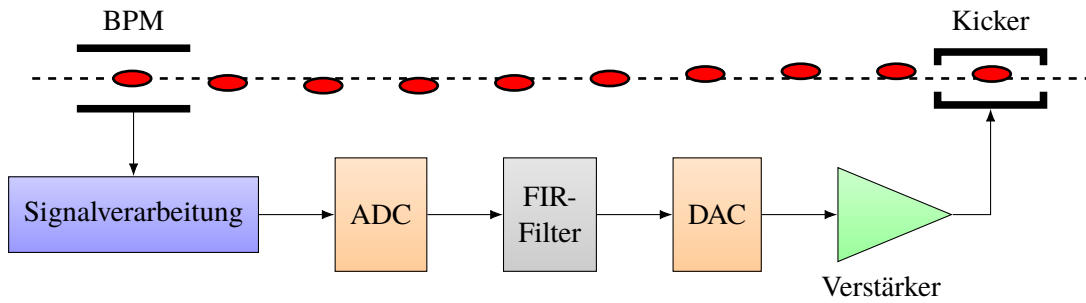 BPM
Kicker
Signalverarbeitung
ADC
FIR-
Filter
DAC
Verstärker